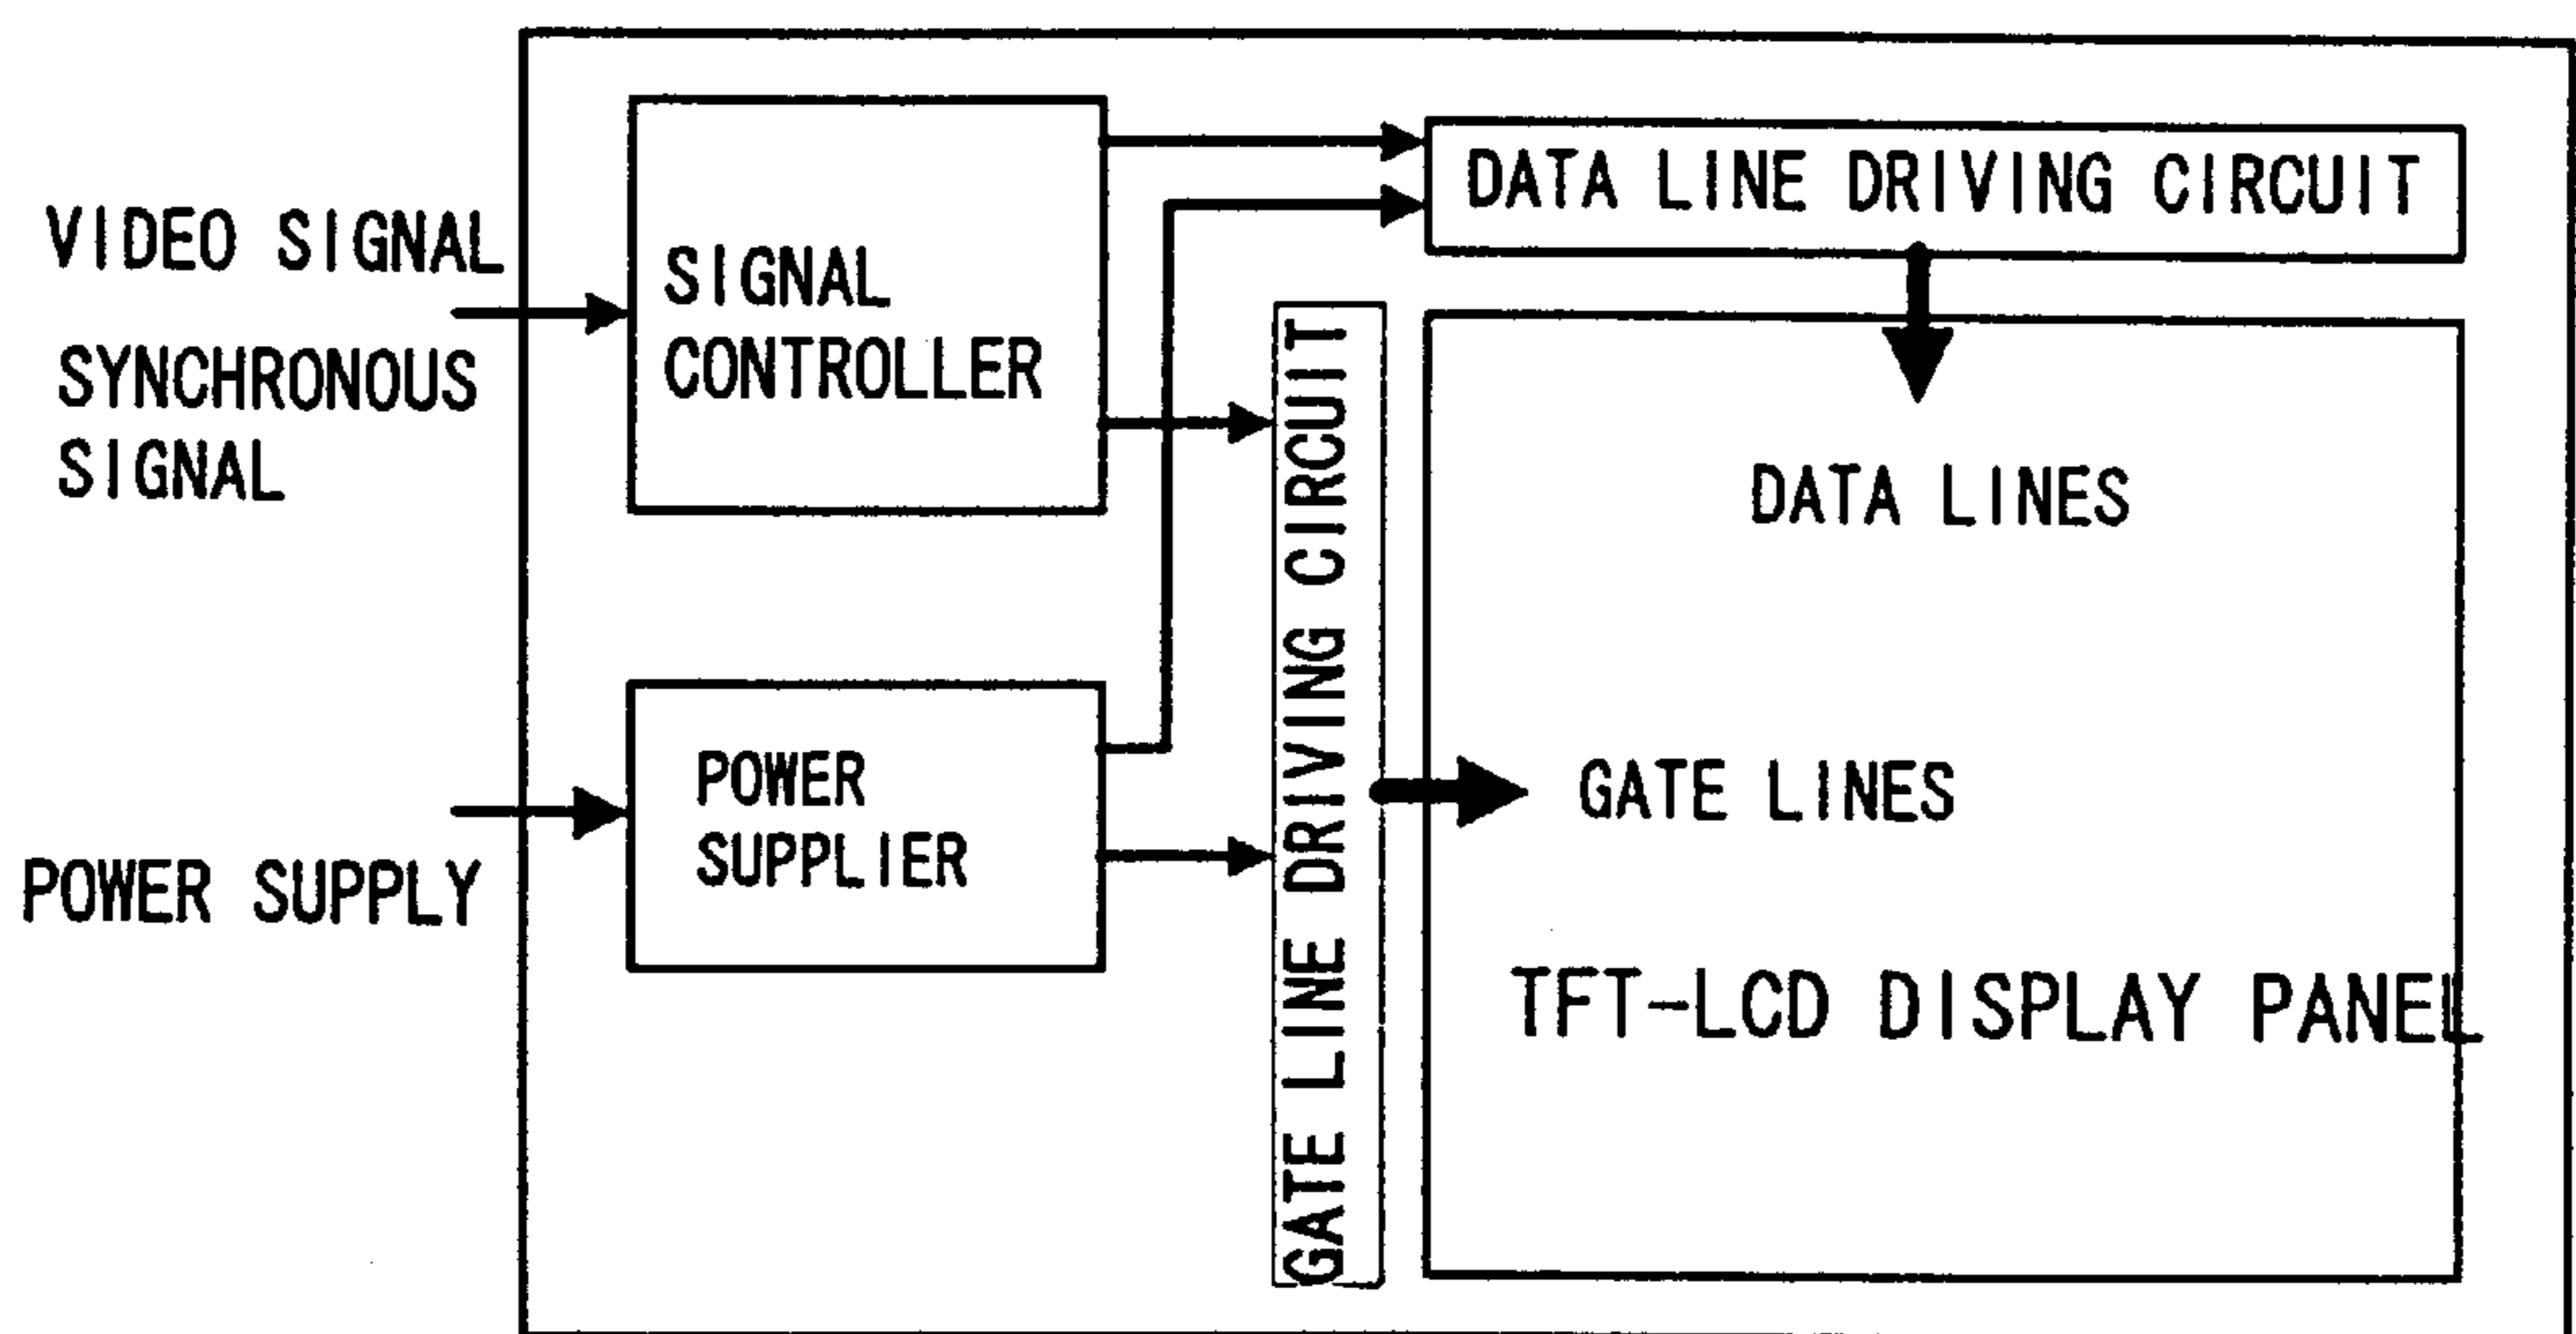 VIDEO SIGNAL
SYNCHRONOUS
SIGNAL
POWER SUPPLY
SIGNAL
CONTROLLER
POWER
SUPPLIER
GATE LINE DRIVING CIRCUIT
DATA LINE DRIVING CIRCUIT
DATA LINES
GATE LINES
TFT-LCD DISPLAY PANEL